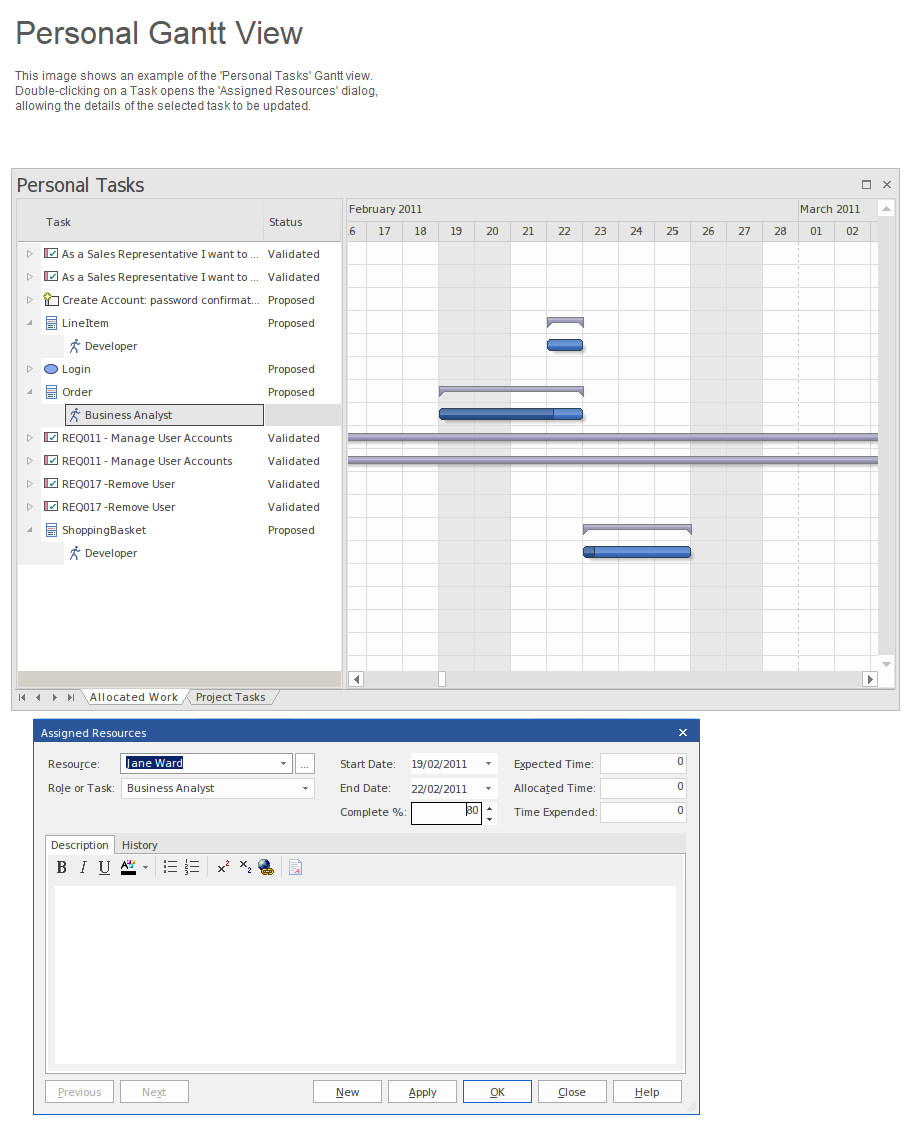 Personal Gantt View
This image shows an example of the 'Personal Tasks' Gantt view.
Double-clicking on a Task opens the 'Assigned Resources' dialog,
allowing the details of the selected task to be updated.
Personal Tasks
Task Status February 2011 March 2011
6 17 18 19 20 21 22 23 24 25 26 27 28 01 02
As a Sales Representative I want to ... Validated
As a Sales Representative I want to ... Validated
Create Account: password confirmat... Proposed
LineItem Proposed
Developer
Login Proposed
Order Proposed
Business Analyst
REQ011 - Manage User Accounts Validated
REQ011 - Manage User Accounts Validated
REQ017 -Remove User Validated
REQ017 -Remove User Validated
ShoppingBasket Proposed
Developer
Allocated Work Project Tasks
Assigned Resources
Resource: Jane Ward ... Start Date: 19/02/2011 Expected Time: 0
Role or Task: Business Analyst End Date: 22/02/2011 Allocated Time: 0
Complete %: 80 Time Expended: 0
Description History
B I U A x² x₂
Previous Next New Apply OK Close Help